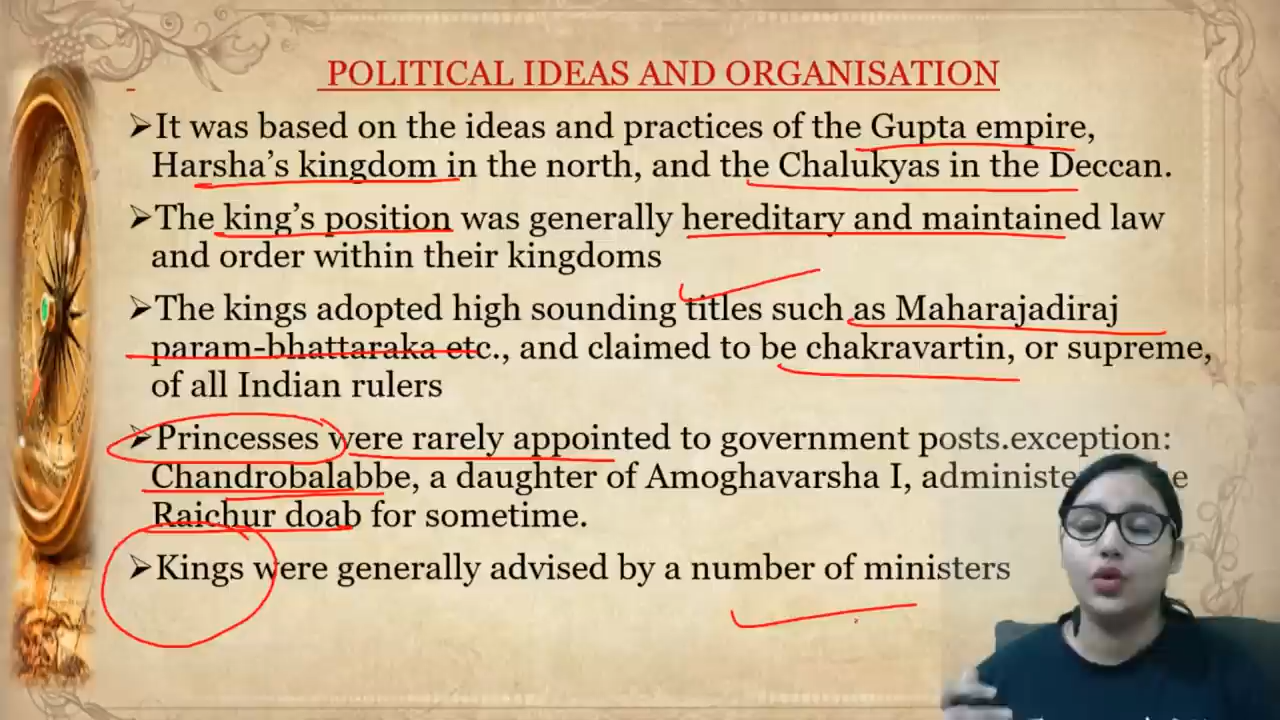 POLITICAL IDEAS AND ORGANISATION
➤It was based on the ideas and practices of the Gupta empire,
Harsha's kingdom in the north, and the Chalukyas in the Deccan.
➤The king's position was generally hereditary and maintained law
and order within their kingdoms
➤The kings adopted high sounding titles such as Maharajadiraj
param-bhattaraka etc., and claimed to be chakravartin, or supreme,
of all Indian rulers
➤Princesses were rarely appointed to government posts.exception:
Chandrobalabbe, a daughter of Amoghavarsha I,
Raichur doab for sometime.
➤Kings were generally advised by a number of ministers